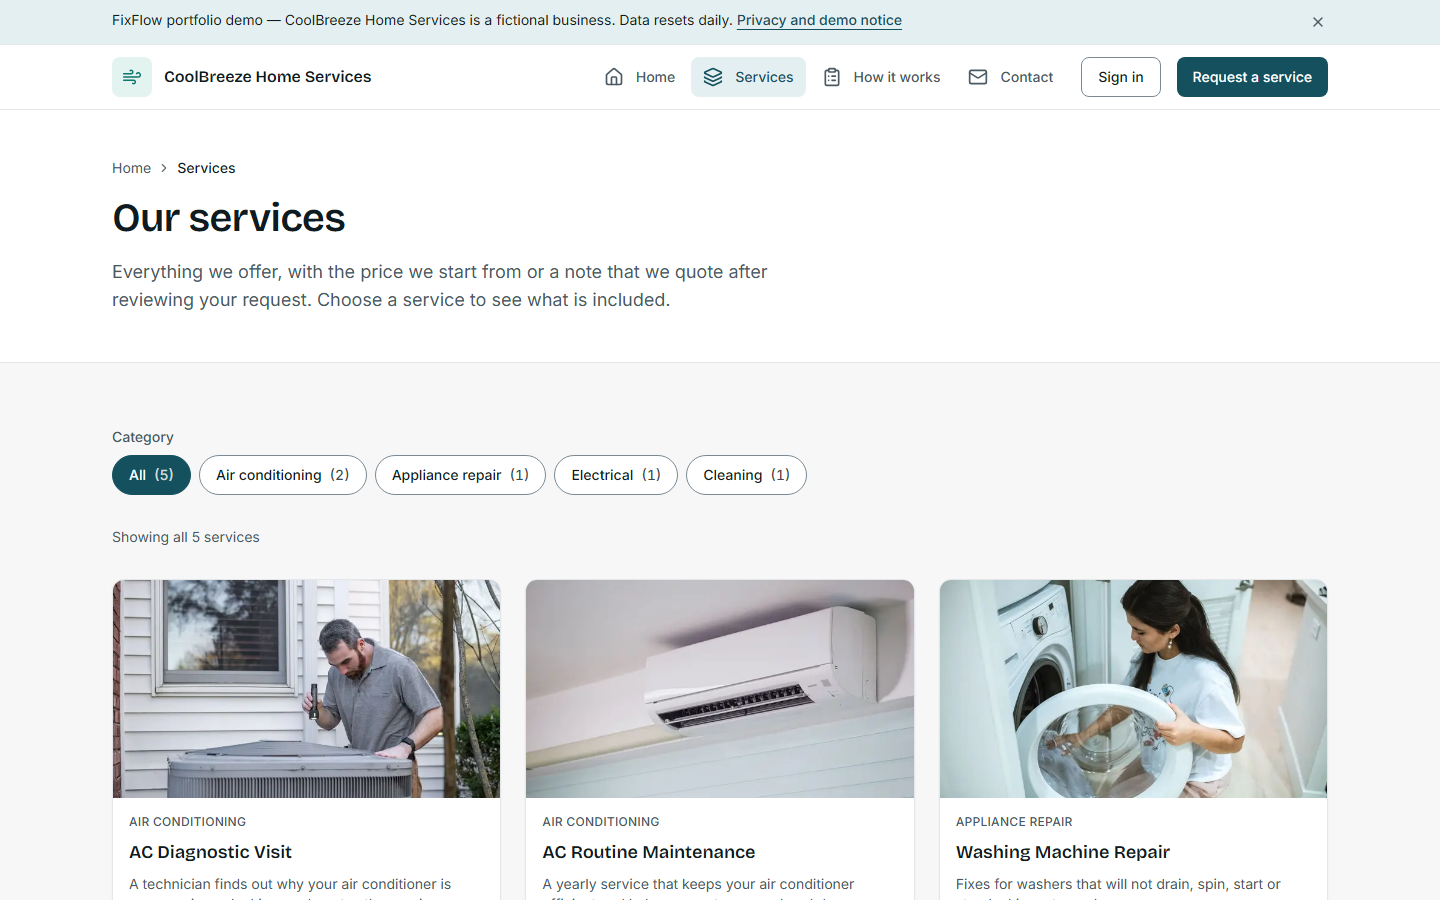 FixFlow portfolio demo — CoolBreeze Home Services is a fictional business. Data resets daily. Privacy and demo notice
CoolBreeze Home Services
Home
Services
How it works
Contact
Sign in
Request a service
Home > Services
Our services
Everything we offer, with the price we start from or a note that we quote after
reviewing your request. Choose a service to see what is included.
Category
All (5)
Air conditioning (2)
Appliance repair (1)
Electrical (1)
Cleaning (1)
Showing all 5 services
AIR CONDITIONING
AC Diagnostic Visit
A technician finds out why your air conditioner is
AIR CONDITIONING
AC Routine Maintenance
A yearly service that keeps your air conditioner
APPLIANCE REPAIR
Washing Machine Repair
Fixes for washers that will not drain, spin, start or